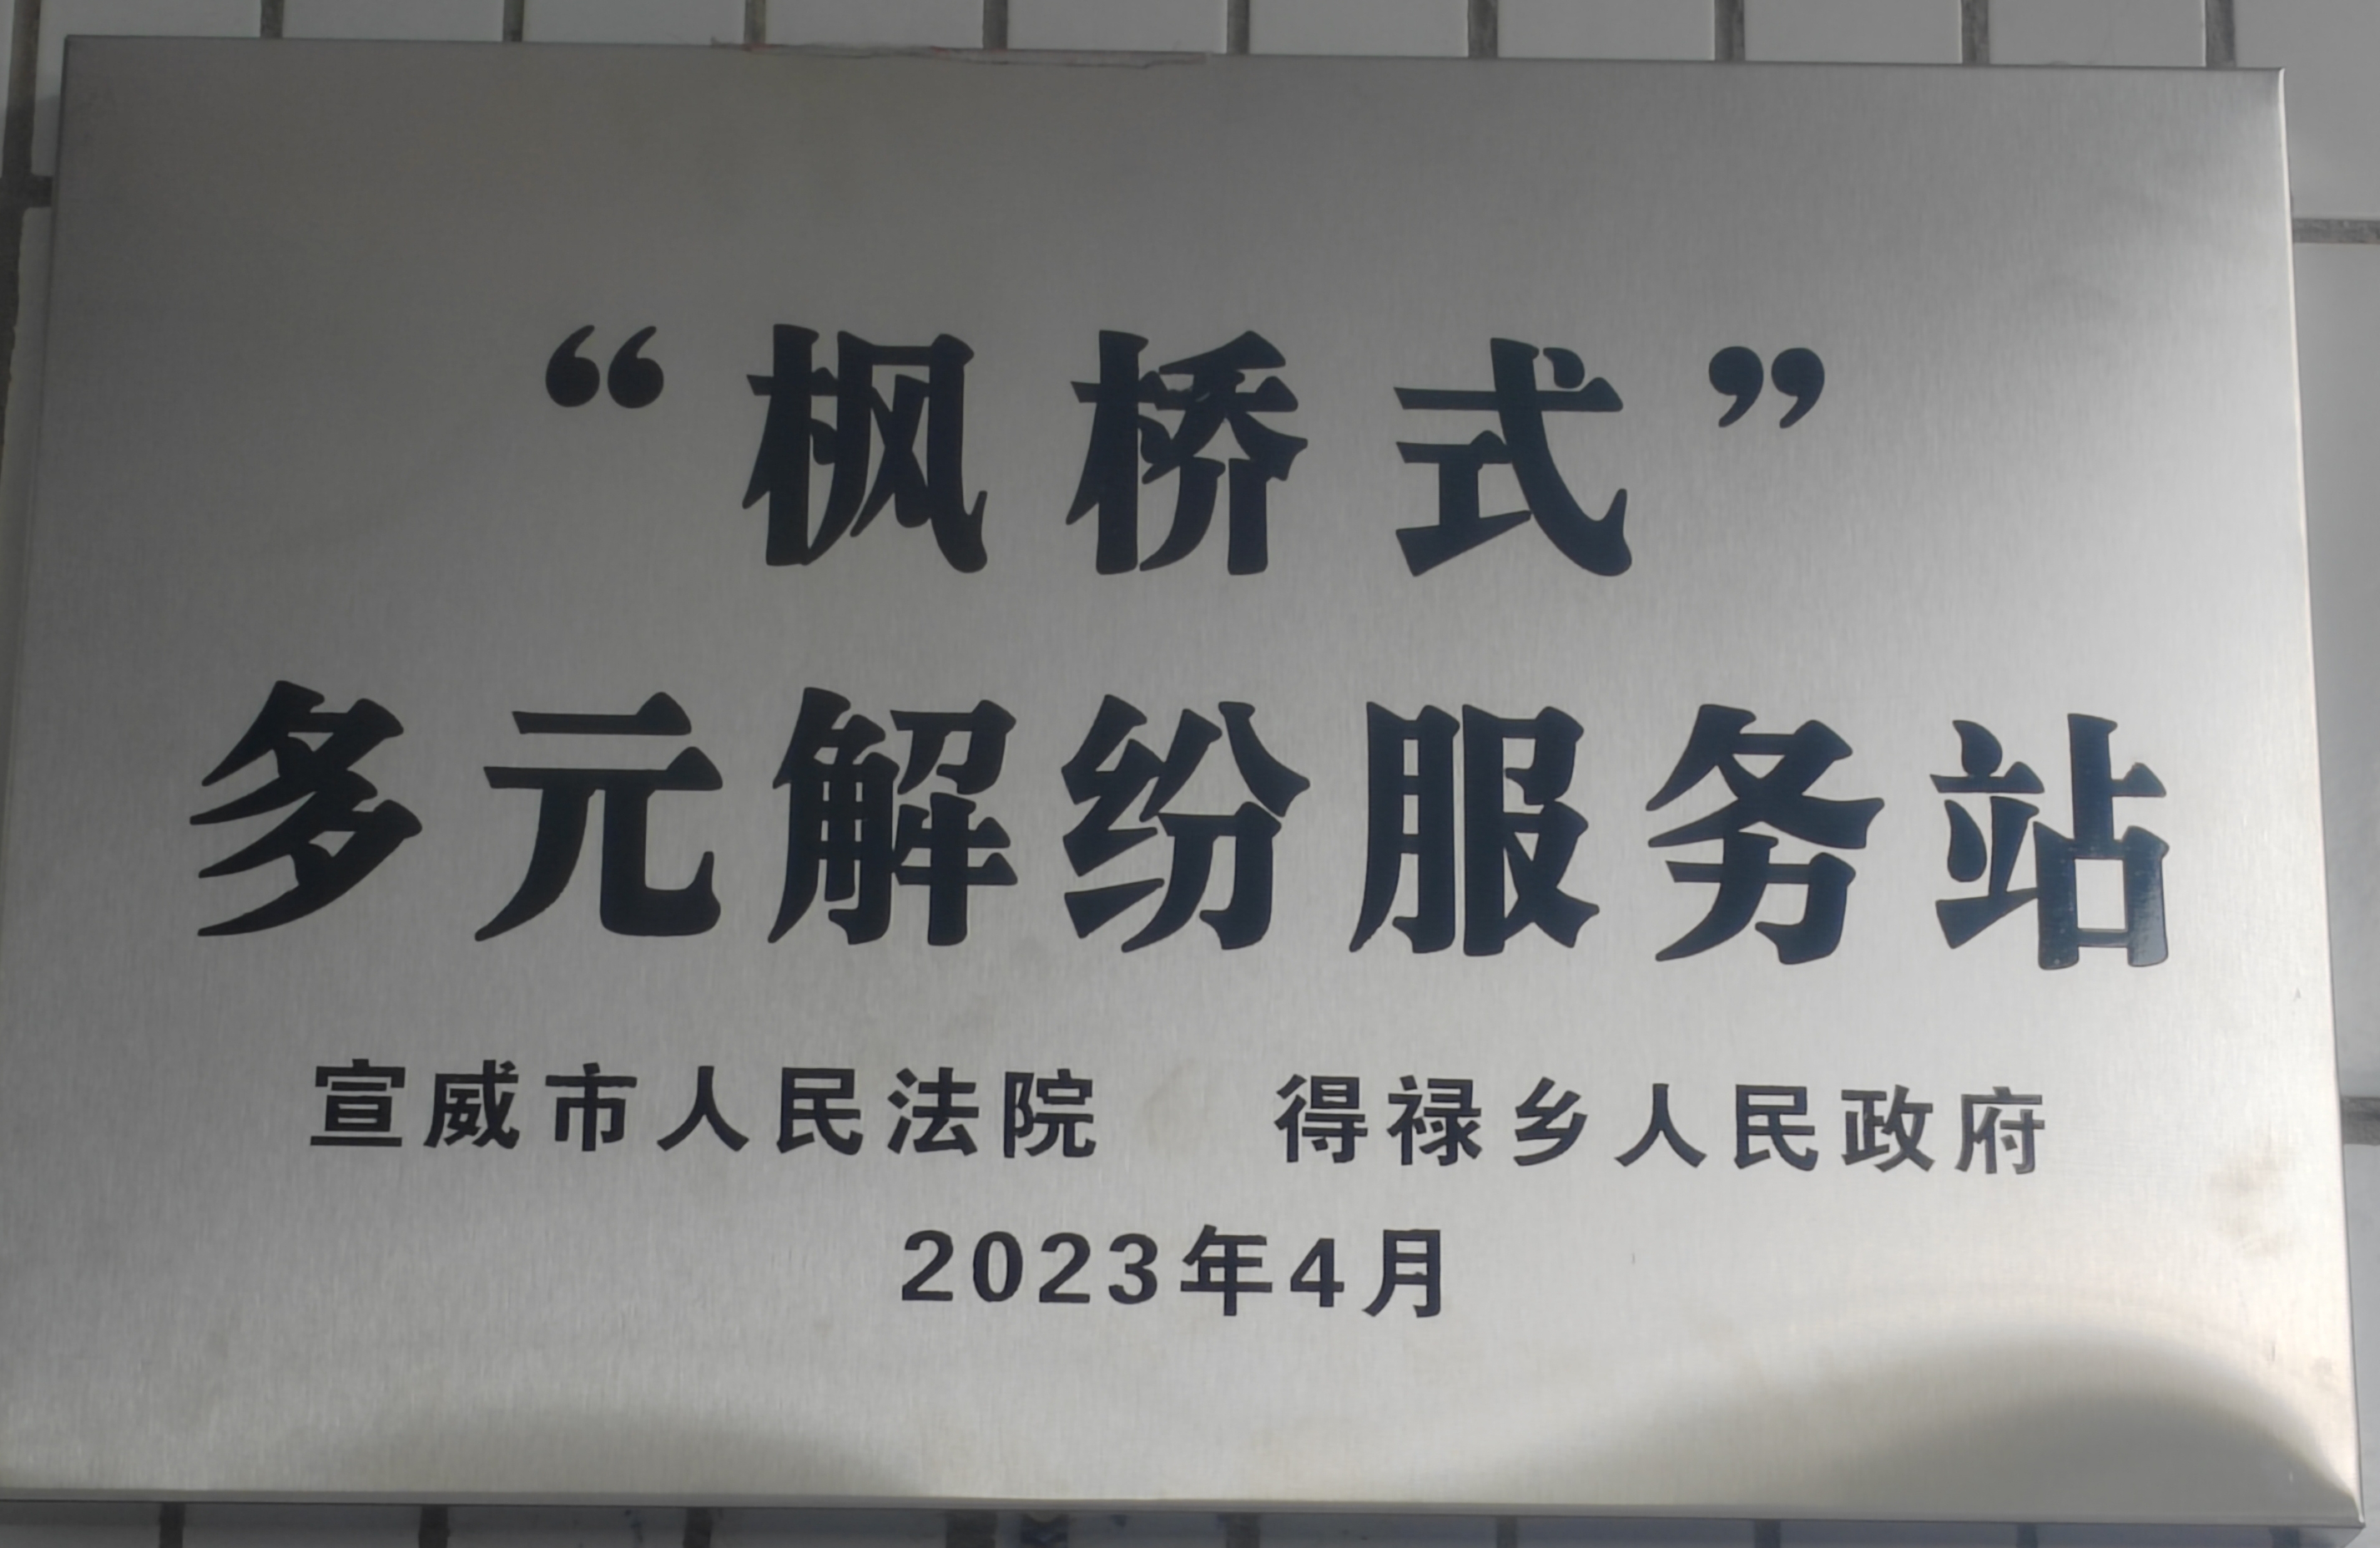 “枫桥式”
多元解纷服务站
宣威市人民法院 得禄乡人民政府
2023年4月